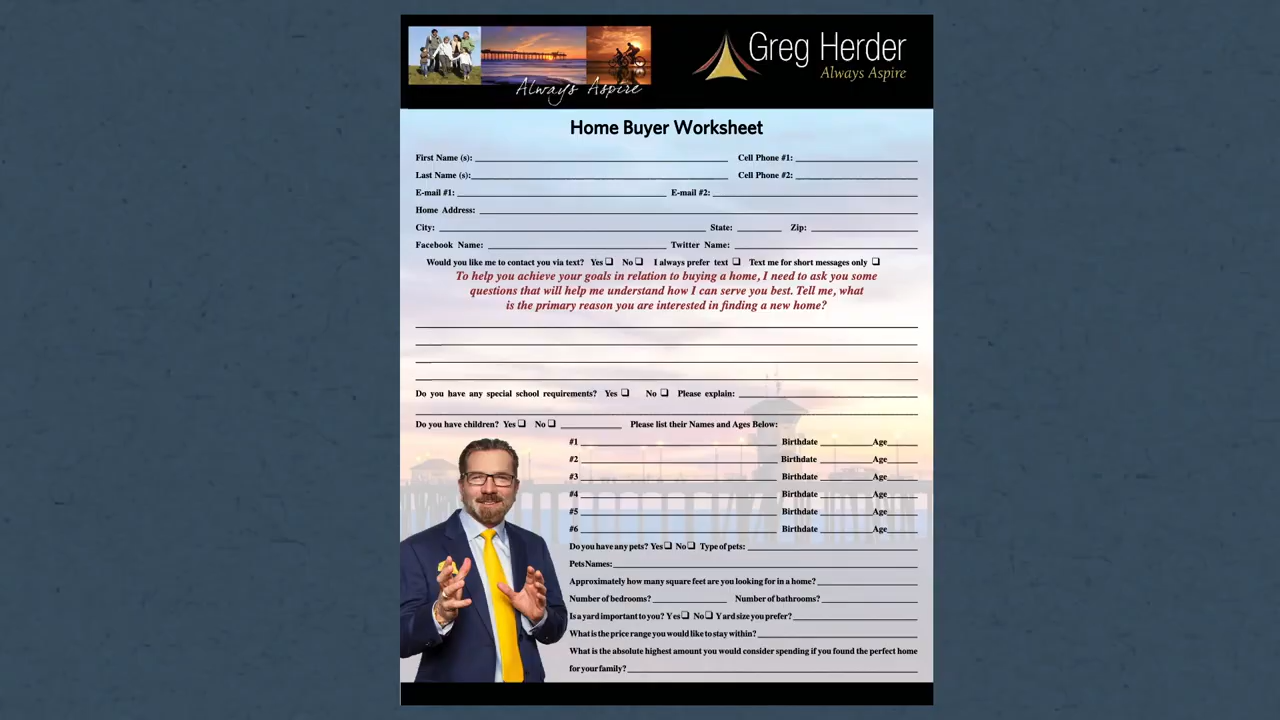 Always Aspire
Greg Herder
Always Aspire
Home Buyer Worksheet
First Name (s): Cell Phone #1:
Last Name (s): Cell Phone #2:
E-mail #1: E-mail #2:
Home Address:
City: State: Zip:
Facebook Name: Twitter Name:
Would you like me to contact you via text? Yes No I always prefer text Text me for short messages only
To help you achieve your goals in relation to buying a home, I need to ask you some
questions that will help me understand how I can serve you best. Tell me, what
is the primary reason you are interested in finding a new home?
Do you have any special school requirements? Yes No Please explain:
Do you have children? Yes No Please list their Names and Ages Below:
#1 Birthdate Age
#2 Birthdate Age
#3 Birthdate Age
#4 Birthdate Age
#5 Birthdate Age
#6 Birthdate Age
Do you have any pets? Yes No Type of pets:
Pets Names:
Approximately how many square feet are you looking for in a home?
Number of bedrooms? Number of bathrooms?
Is a yard important to you? Yes No Yard size you prefer?
What is the price range you would like to stay within?
What is the absolute highest amount you would consider spending if you found the perfect home
for your family?